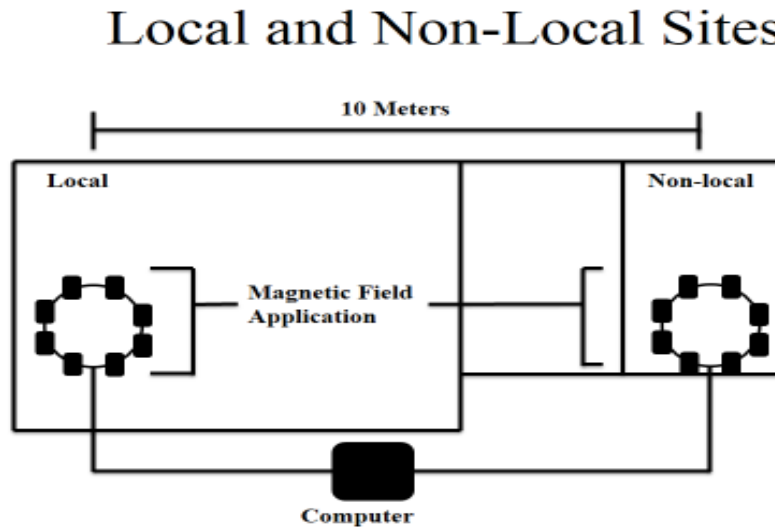 Local and Non-Local Sites
10 Meters
Local
Non-local
Magnetic Field
Application
Computer